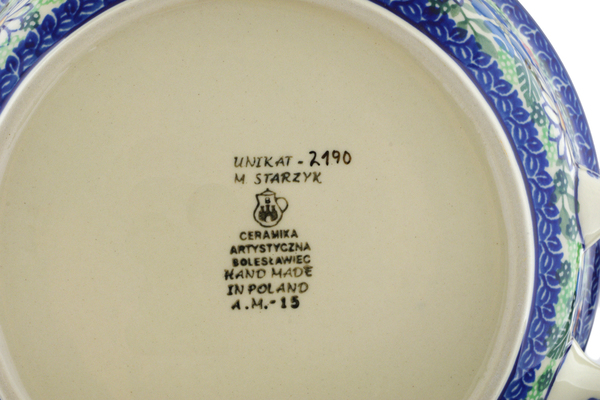 UNIKAT - 2190
M STARZYK
CERAMIKA
ARTYSTYCZNA
BOLESŁAWIEC
HAND MADE
IN POLAND
A.M.-15